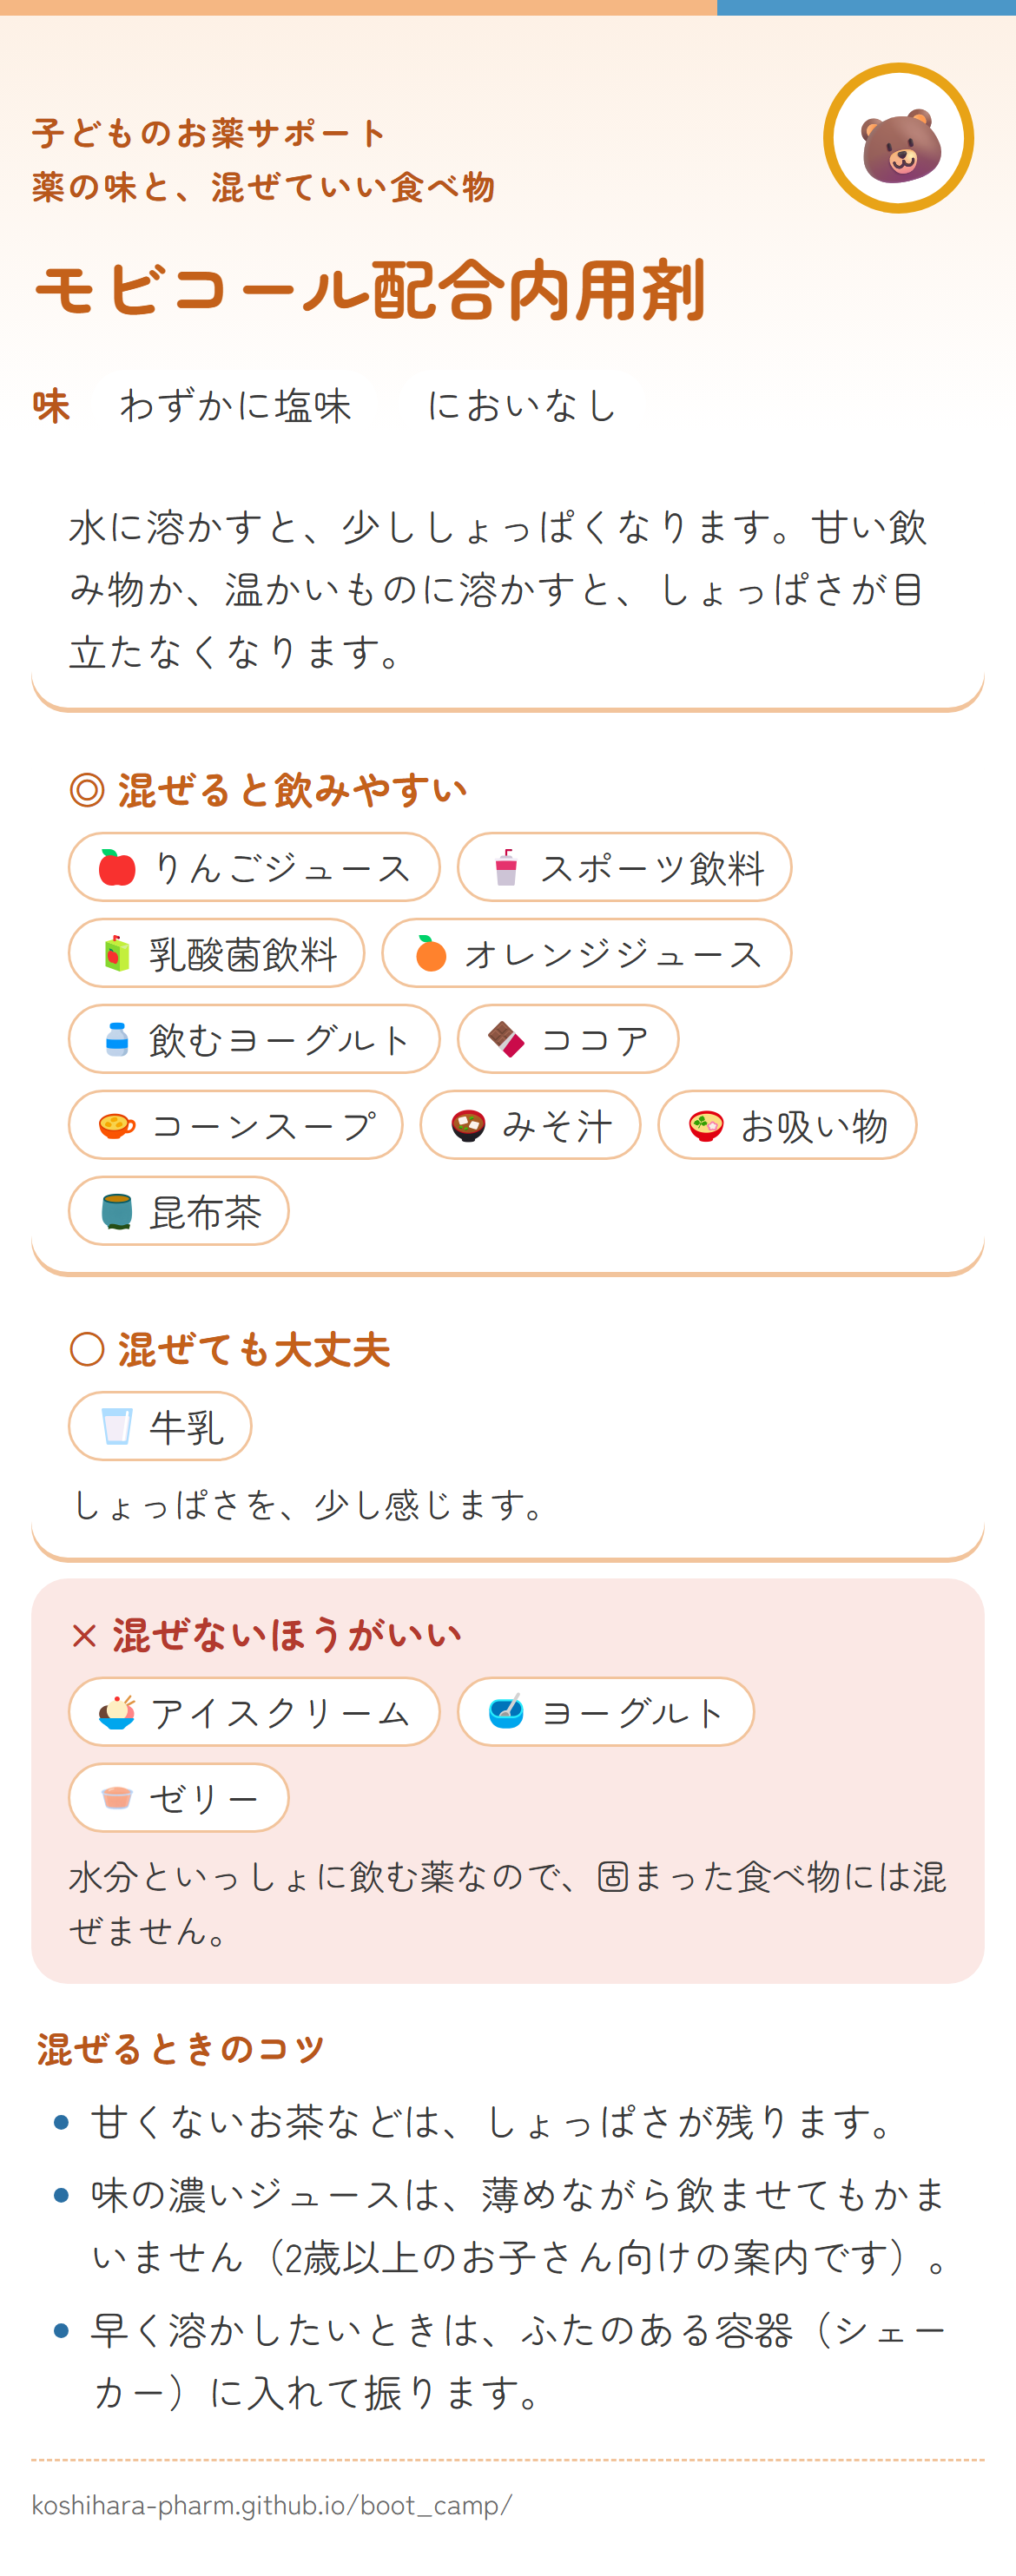 子どものお薬サポート
薬の味と、混ぜていい食べ物
モビコール配合内用剤
味 わずかに塩味 においなし
水に溶かすと、少ししょっぱくなります。甘い飲
み物か、温かいものに溶かすと、しょっぱさが目
立たなくなります。
◎ 混ぜると飲みやすい
りんごジュース スポーツ飲料
乳酸菌飲料 オレンジジュース
飲むヨーグルト ココア
コーンスープ みそ汁 お吸い物
昆布茶
○ 混ぜても大丈夫
牛乳
しょっぱさを、少し感じます。
× 混ぜないほうがいい
アイスクリーム ヨーグルト
ゼリー
水分といっしょに飲む薬なので、固まった食べ物には混
ぜません。
混ぜるときのコツ
• 甘くないお茶などは、しょっぱさが残ります。
• 味の濃いジュースは、薄めながら飲ませてもかま
いません（2歳以上のお子さん向けの案内です）。
• 早く溶かしたいときは、ふたのある容器（シェー
カー）に入れて振ります。
koshihara-pharm.github.io/boot_camp/